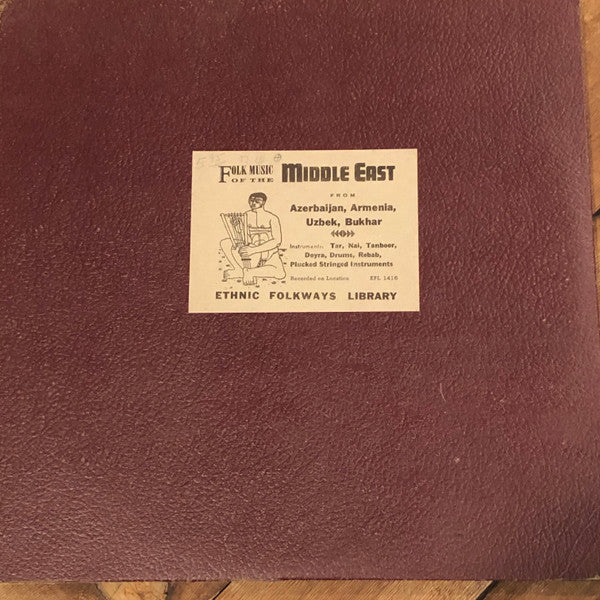 FOLK MUSIC
OF THE
MIDDLE EAST
FROM
Azerbaijan, Armenia,
Uzbek, Bukhar
Instruments: Tar, Nai, Tanboor,
Doyra, Drums, Rebab,
Plucked Stringed Instruments
Recorded on Location EFL 1416
ETHNIC FOLKWAYS LIBRARY